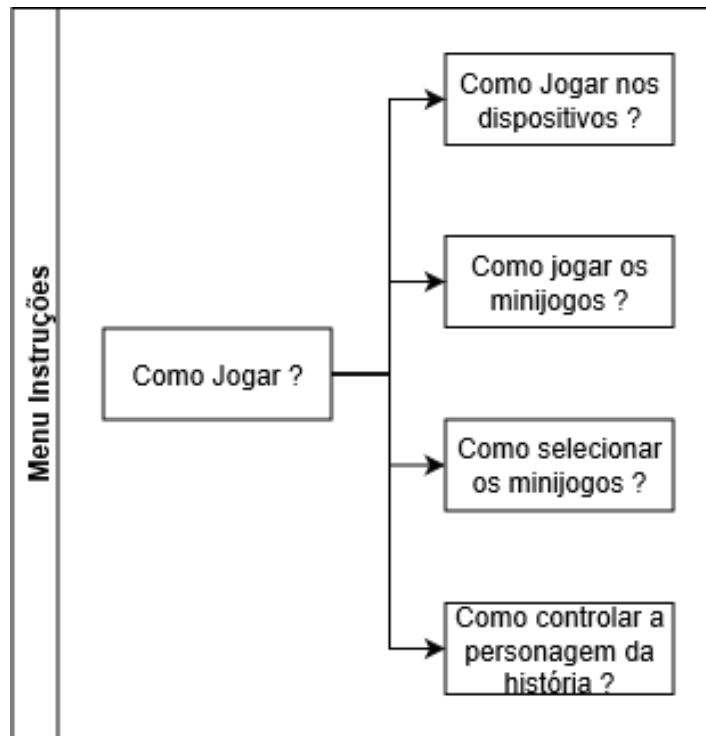 Menu Instruções
Como Jogar ?
Como Jogar nos
dispositivos ?
Como jogar os
minijogos ?
Como selecionar
os minijogos ?
Como controlar a
personagem da
história ?